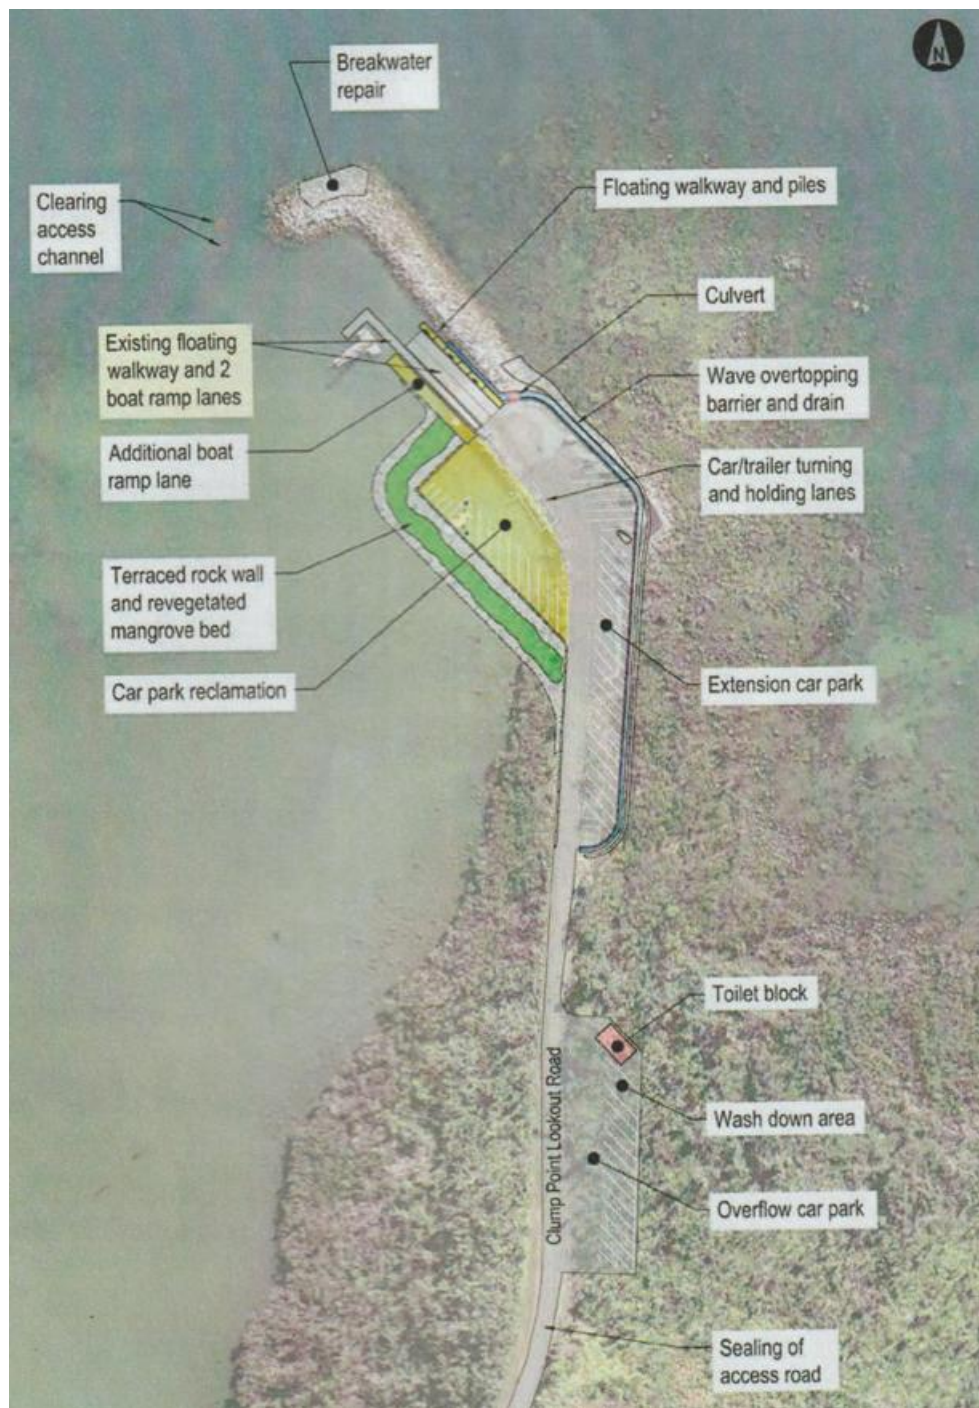 N
Breakwater
repair
Floating walkway and piles
Clearing
access
channel
Culvert
Existing floating
walkway and 2
boat ramp lanes
Wave overtopping
barrier and drain
Additional boat
ramp lane
Car/trailer turning
and holding lanes
Terraced rock wall
and revegetated
mangrove bed
Car park reclamation
Extension car park
Toilet block
Clump Point Lookout Road
Wash down area
Overflow car park
Sealing of
access road